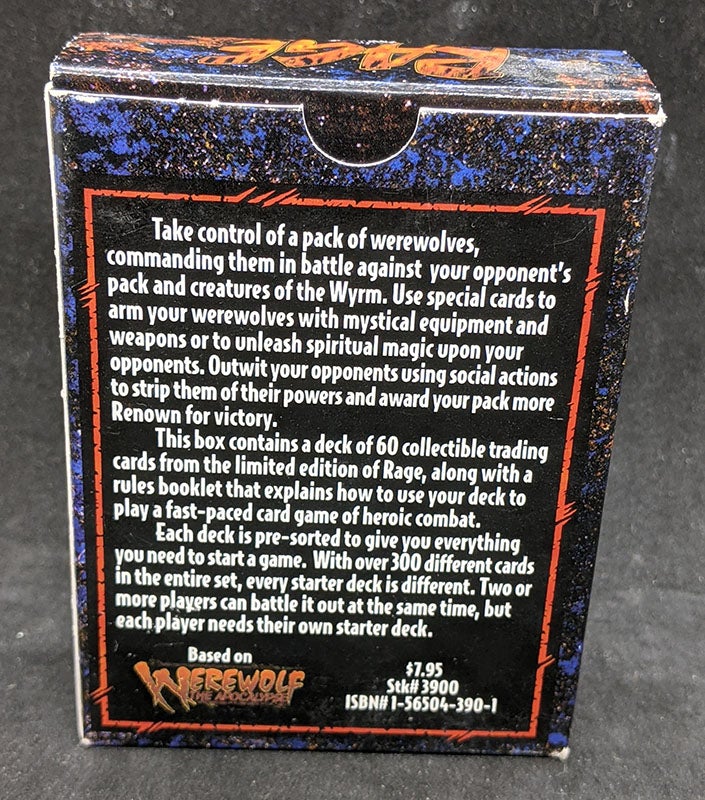 RAGE
Take control of a pack of werewolves,
commanding them in battle against your opponent's
pack and creatures of the Wyrm. Use special cards to
arm your werewolves with mystical equipment and
weapons or to unleash spiritual magic upon your
opponents. Outwit your opponents using social actions
to strip them of their powers and award your pack more
Renown for victory.
This box contains a deck of 60 collectible trading
cards from the limited edition of Rage, along with a
rules booklet that explains how to use your deck to
play a fast-paced card game of heroic combat.
Each deck is pre-sorted to give you everything
you need to start a game. With over 300 different cards
in the entire set, every starter deck is different. Two or
more players can battle it out at the same time, but
each player needs their own starter deck.
Based on
WEREWOLF
THE APOCALYPSE
$7.95
Stk# 3900
ISBN# 1-56504-390-1